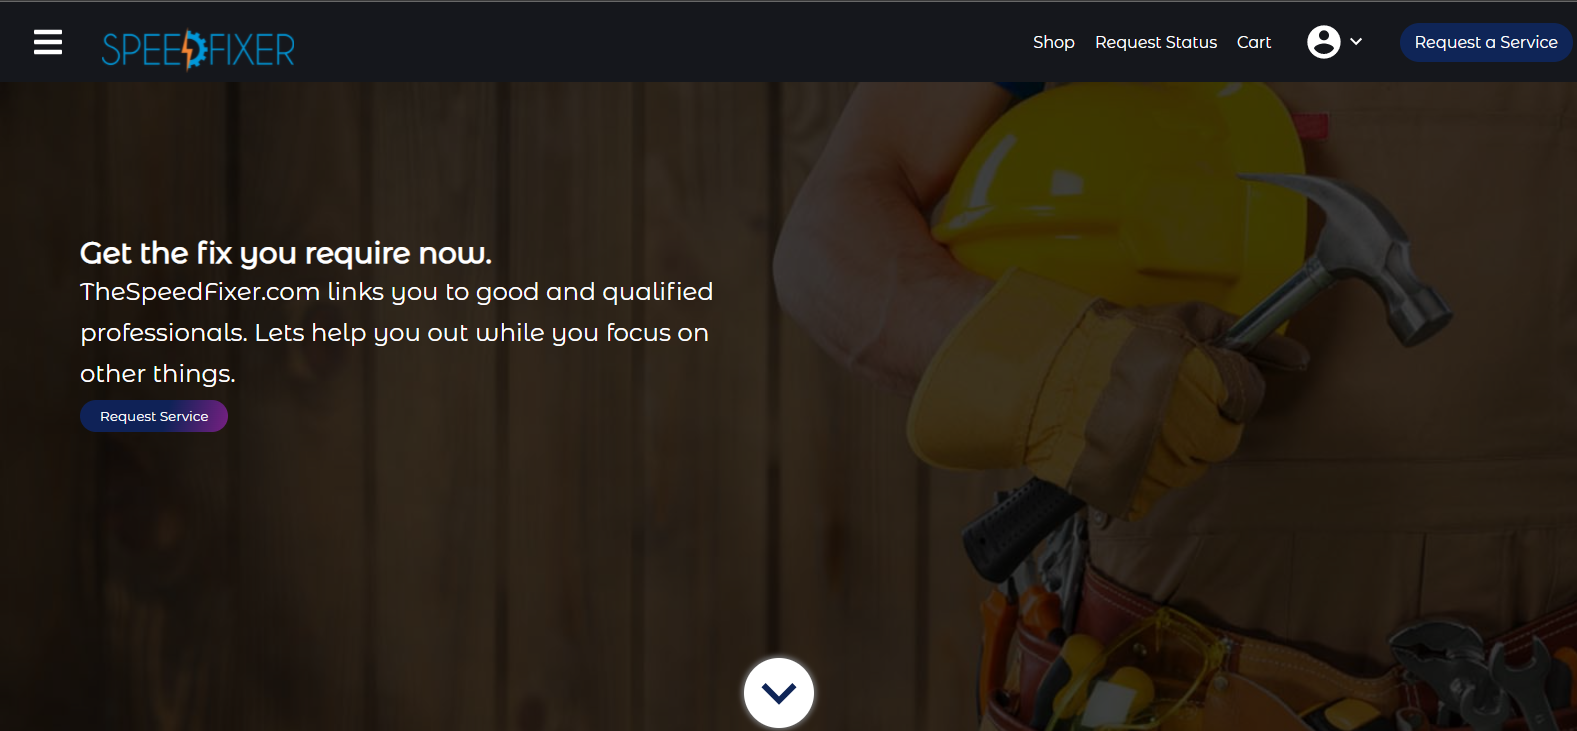 SPEEDFIXER
Shop
Request Status
Cart
Request a Service
Get the fix you require now.
TheSpeedFixer.com links you to good and qualified
professionals. Lets help you out while you focus on
other things.
Request Service